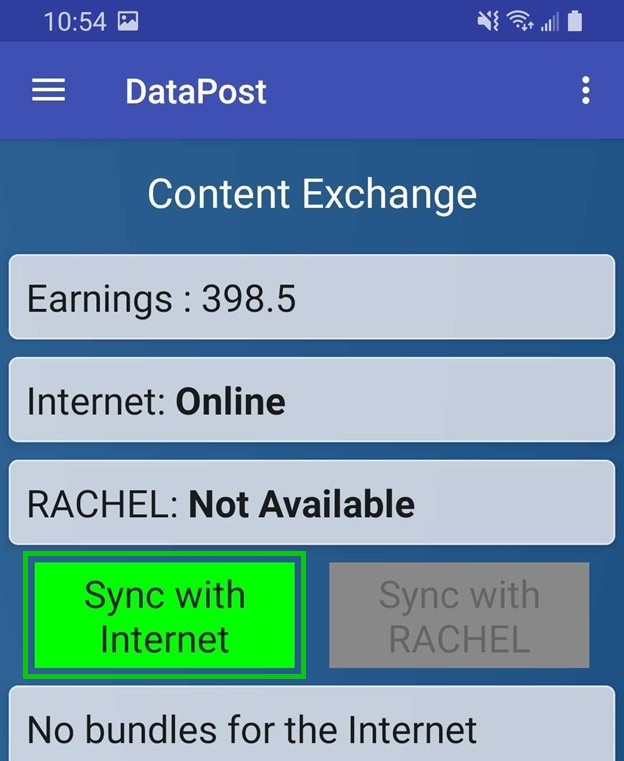 10:54
DataPost
Content Exchange
Earnings : 398.5
Internet: Online
RACHEL: Not Available
Sync with
Internet
Sync with
RACHEL
No bundles for the Internet